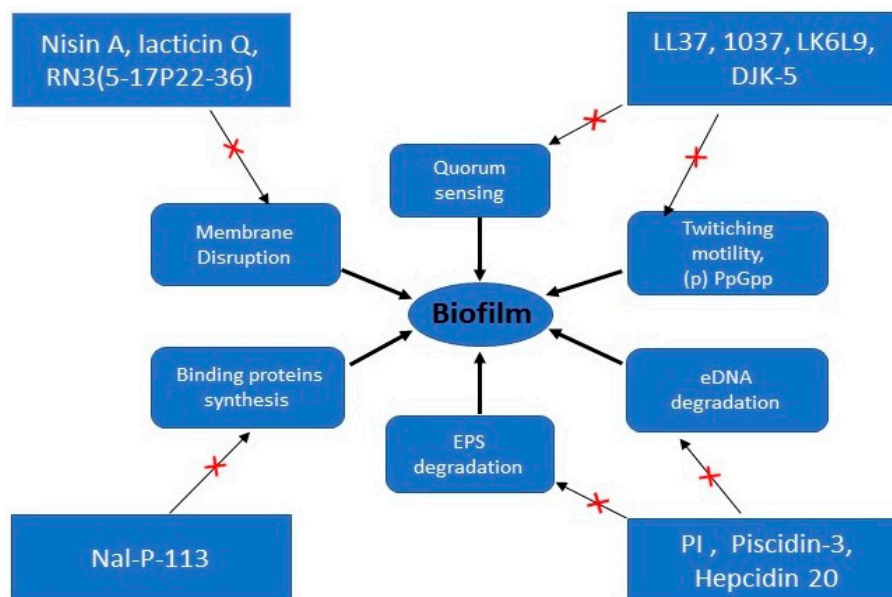 Nisin A, lacticin Q,
RN3(5-17P22-36)
LL37, 1037, LK6L9,
DJK-5
Quorum
sensing
Membrane
Disruption
Twitiching
motility,
(p) PpGpp
Biofilm
Binding proteins
synthesis
eDNA
degradation
EPS
degradation
Nal-P-113
PI , Piscidin-3,
Hepcidin 20